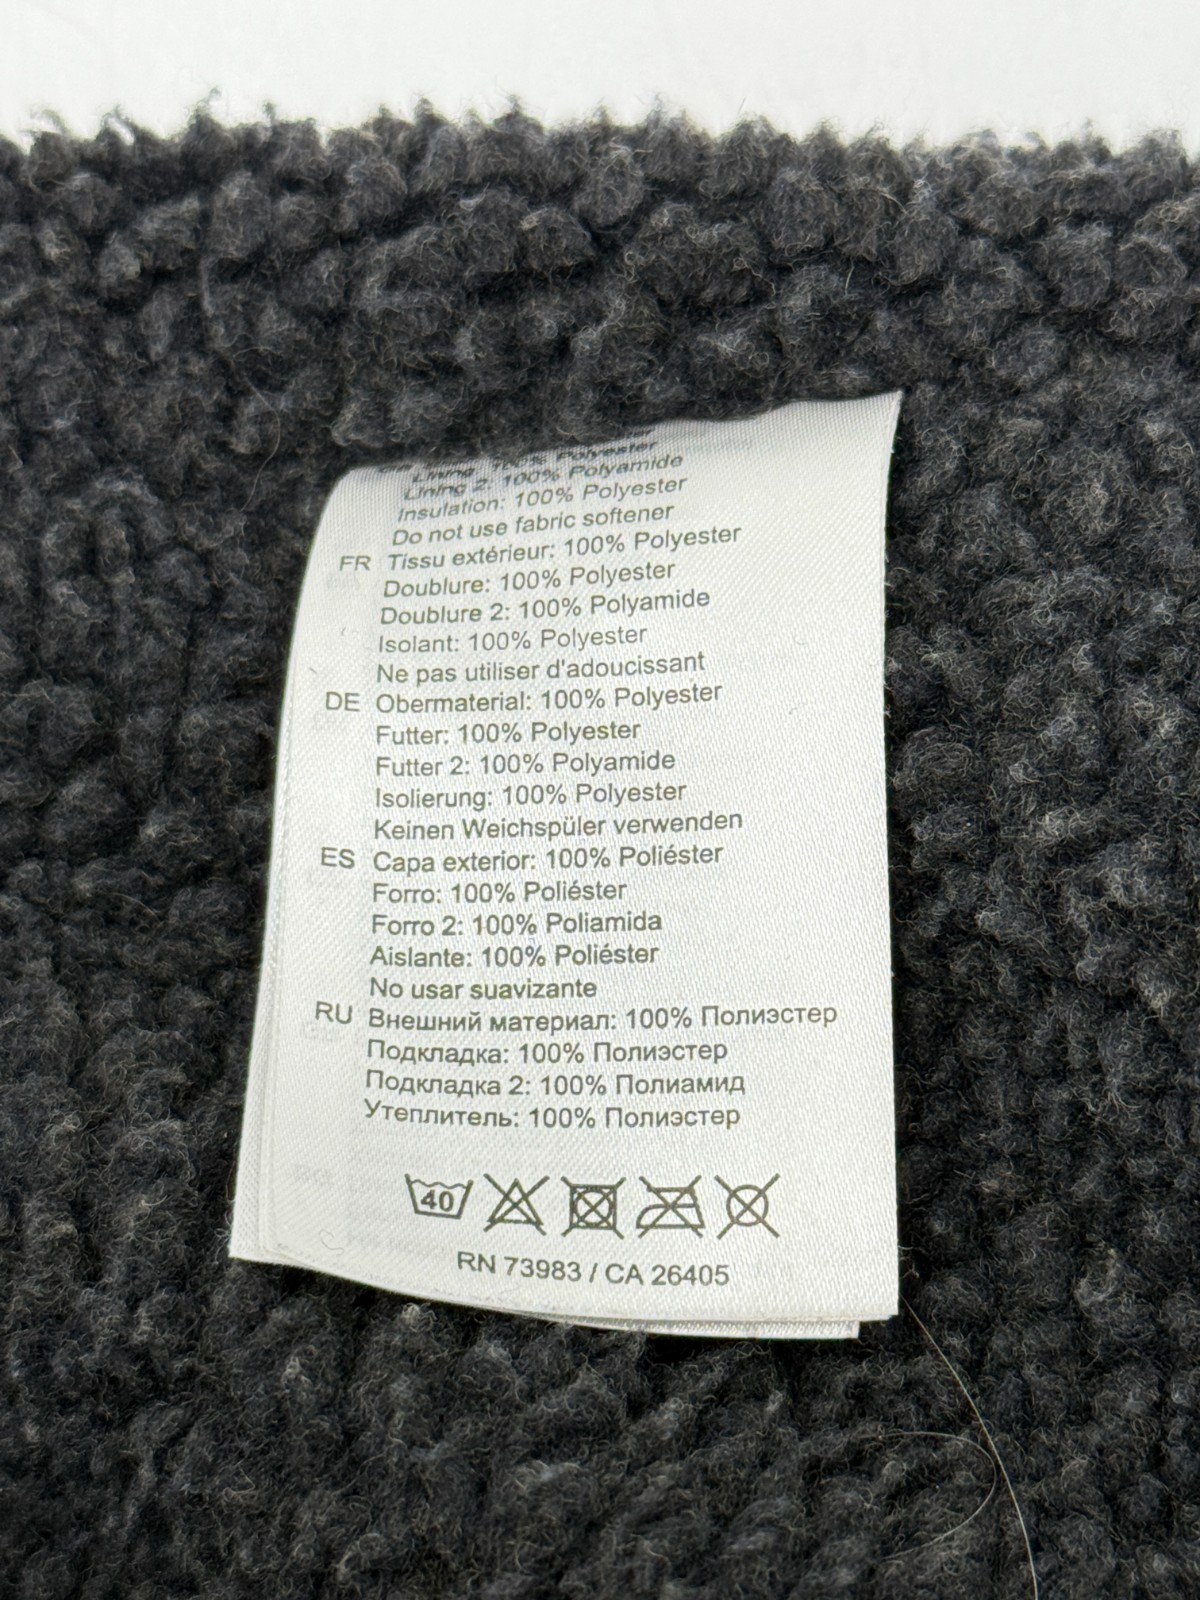 Lining: 100% Polyester
Lining 2: 100% Polyamide
Insulation: 100% Polyester
Do not use fabric softener
FR Tissu extérieur: 100% Polyester
Doublure: 100% Polyester
Doublure 2: 100% Polyamide
Isolant: 100% Polyester
Ne pas utiliser d'adoucissant
DE Obermaterial: 100% Polyester
Futter: 100% Polyester
Futter 2: 100% Polyamide
Isolierung: 100% Polyester
Keinen Weichspüler verwenden
ES Capa exterior: 100% Poliéster
Forro: 100% Poliéster
Forro 2: 100% Poliamida
Aislante: 100% Poliéster
No usar suavizante
RU Внешний материал: 100% Полиэстер
Подкладка: 100% Полиэстер
Подкладка 2: 100% Полиамид
Утеплитель: 100% Полиэстер
40
RN 73983 / CA 26405